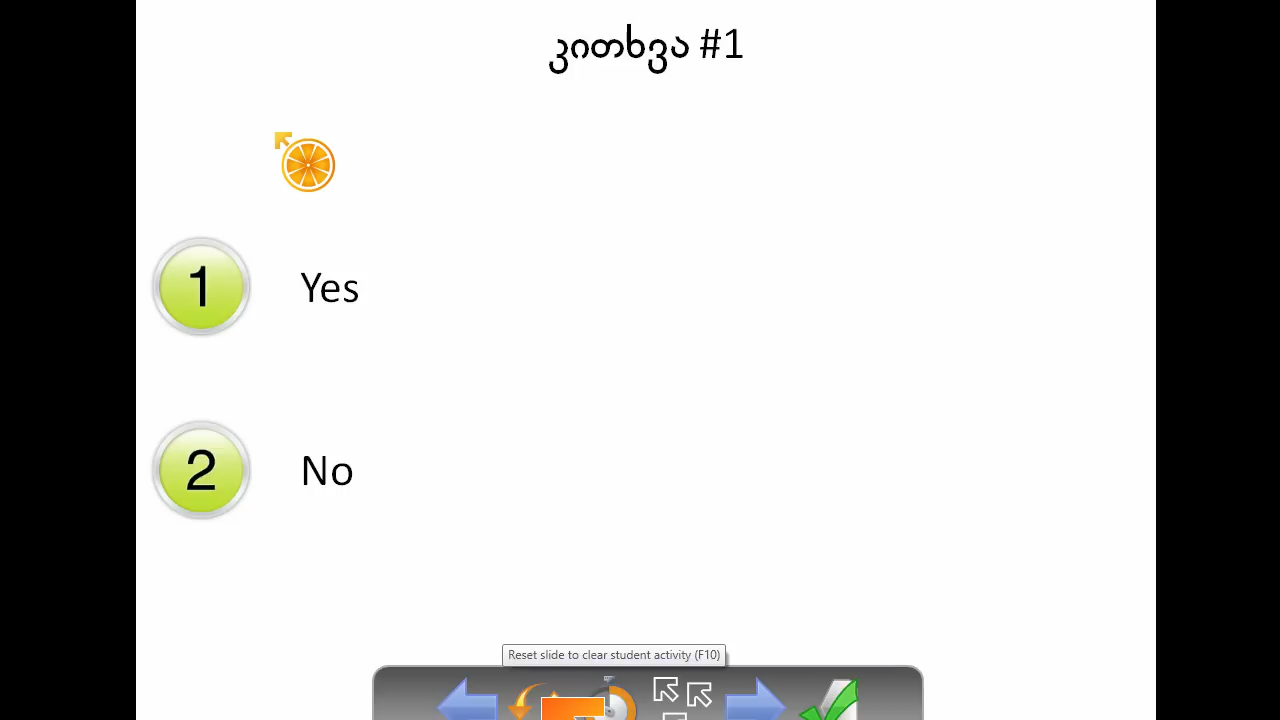 კითხვა #1
1 Yes
2 No
Reset slide to clear student activity (F10)